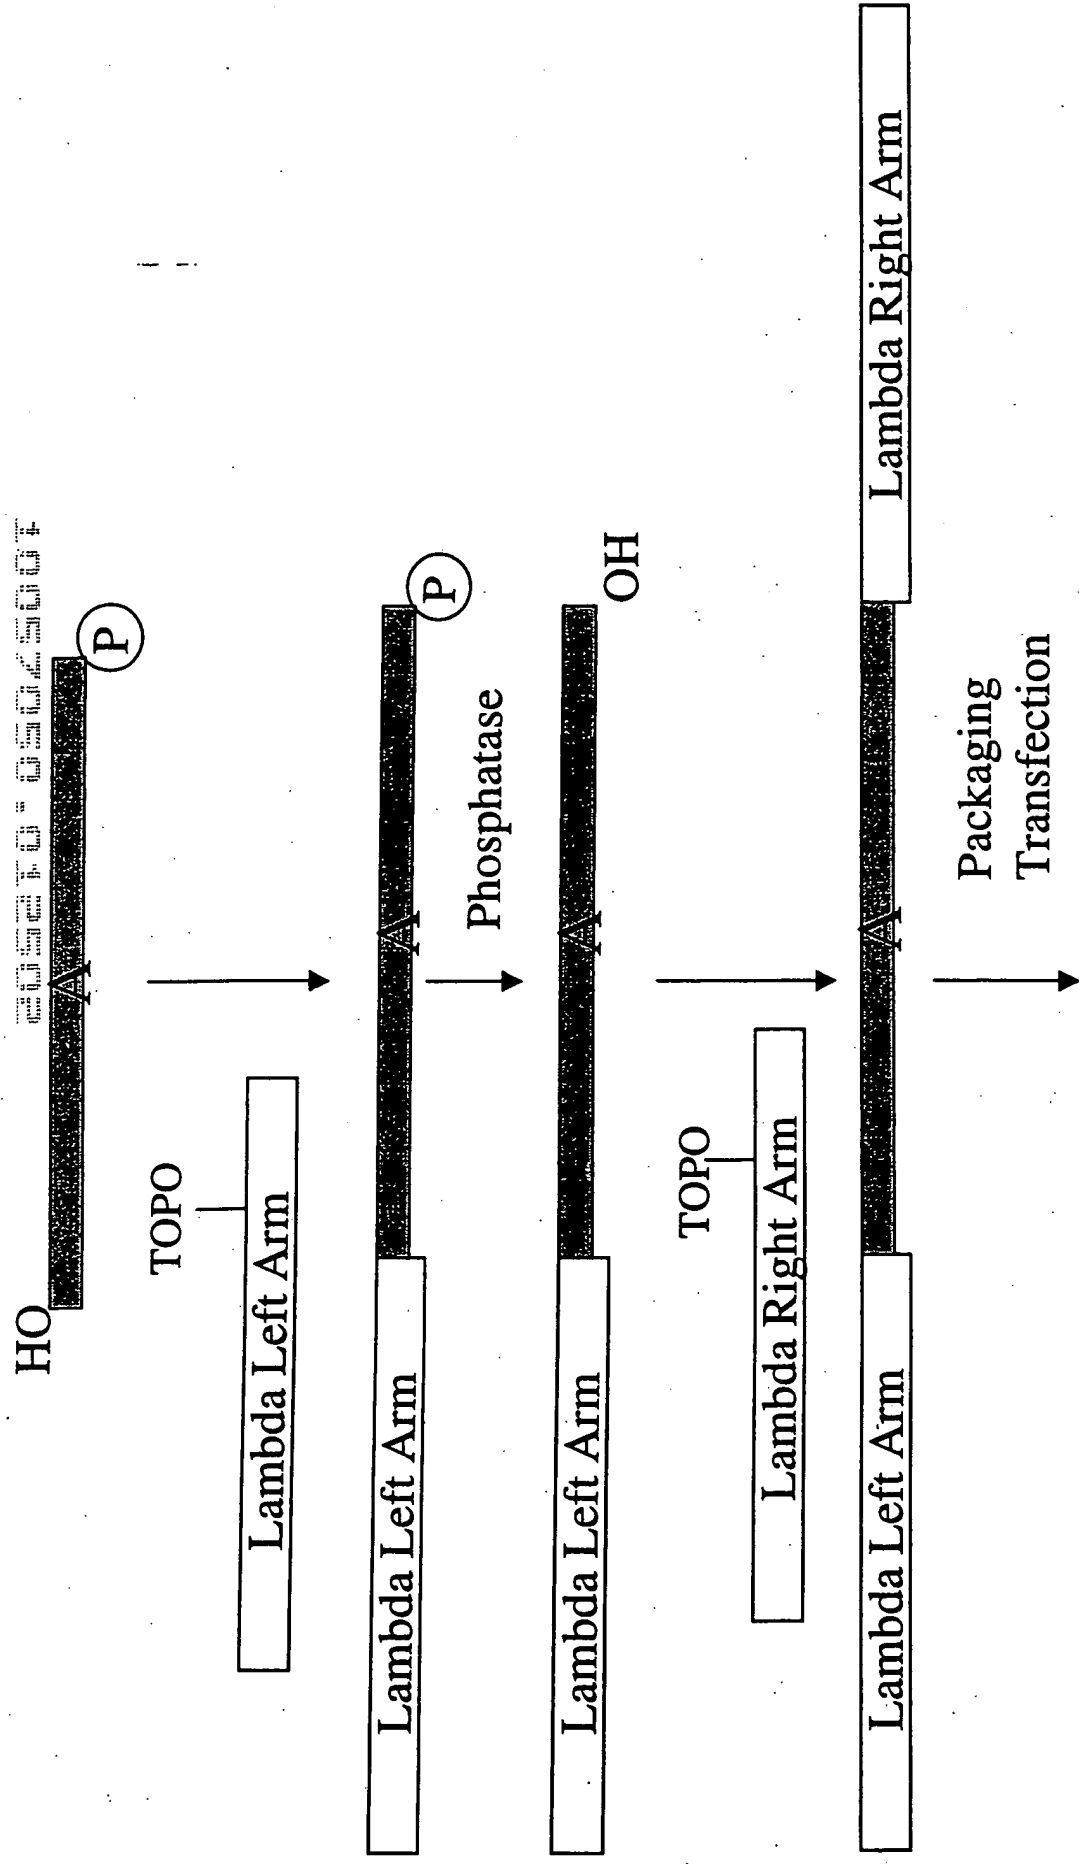 HO
A
P
TOPO
Lambda Left Arm
Lambda Left Arm A P
Phosphatase
Lambda Left Arm A
OH
TOPO
Lambda Right Arm
Lambda Left Arm A Lambda Right Arm
Packaging
Transfection